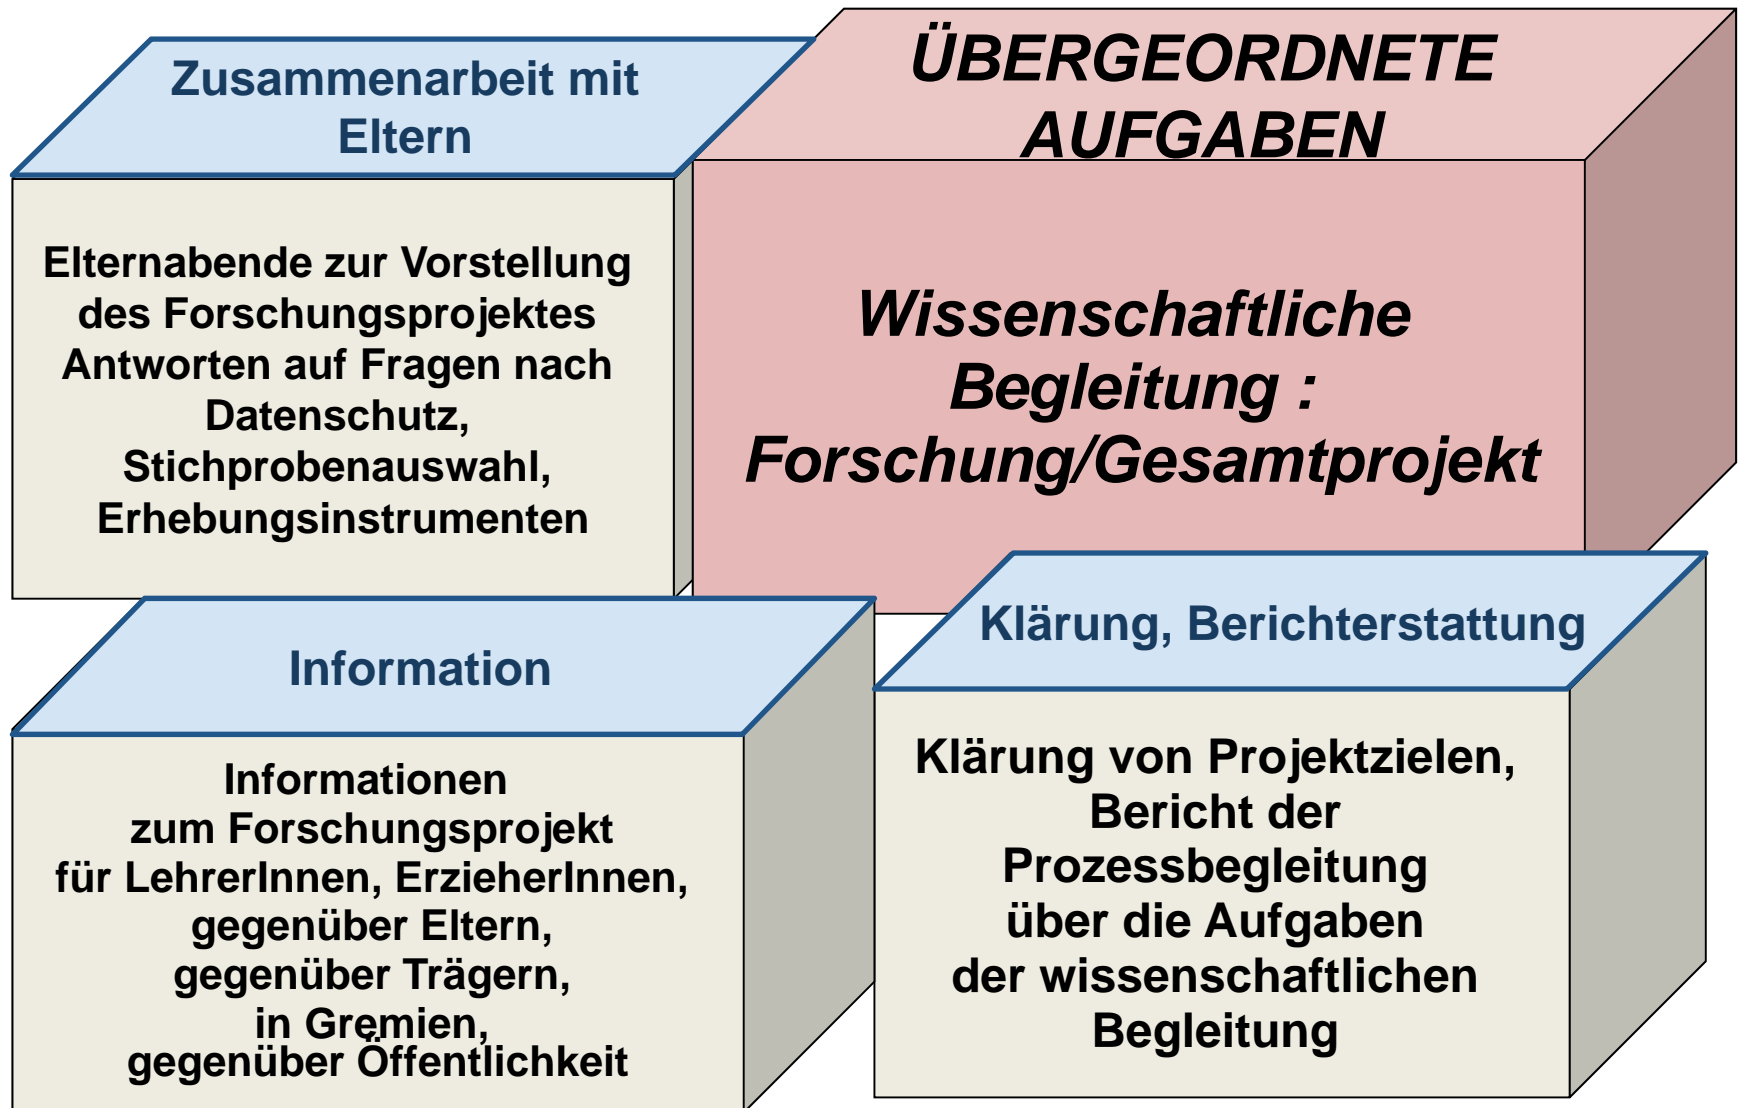 Zusammenarbeit mit
Eltern
Elternabende zur Vorstellung
des Forschungsprojektes
Antworten auf Fragen nach
Datenschutz,
Stichprobenauswahl,
Erhebungsinstrumenten
ÜBERGEORDNETE
AUFGABEN
Wissenschaftliche
Begleitung :
Forschung/Gesamtprojekt
Information
Informationen
zum Forschungsprojekt
für LehrerInnen, ErzieherInnen,
gegenüber Eltern,
gegenüber Trägern,
in Gremien,
gegenüber Öffentlichkeit
Klärung, Berichterstattung
Klärung von Projektzielen,
Bericht der
Prozessbegleitung
über die Aufgaben
der wissenschaftlichen
Begleitung